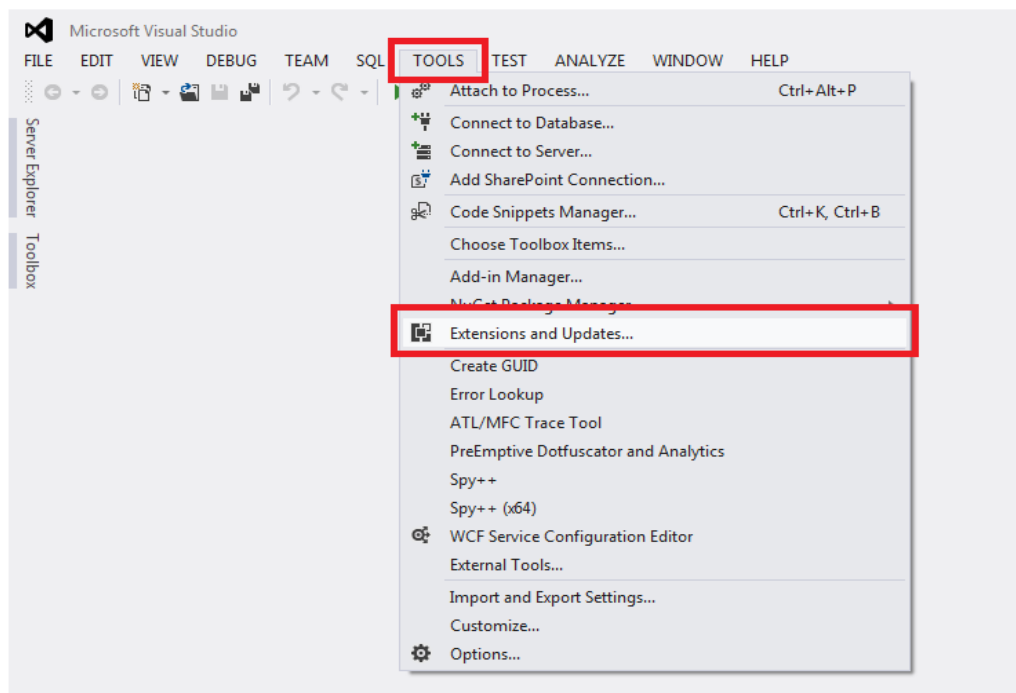 Microsoft Visual Studio
FILE EDIT VIEW DEBUG TEAM SQL TOOLS TEST ANALYZE WINDOW HELP
Server Explorer
Toolbox
Attach to Process... Ctrl+Alt+P
Connect to Database...
Connect to Server...
Add SharePoint Connection...
Code Snippets Manager... Ctrl+K, Ctrl+B
Choose Toolbox Items...
Add-in Manager...
NuGet Package Manager
Extensions and Updates...
Create GUID
Error Lookup
ATL/MFC Trace Tool
PreEmptive Dotfuscator and Analytics
Spy++
Spy++ (x64)
WCF Service Configuration Editor
External Tools...
Import and Export Settings...
Customize...
Options...